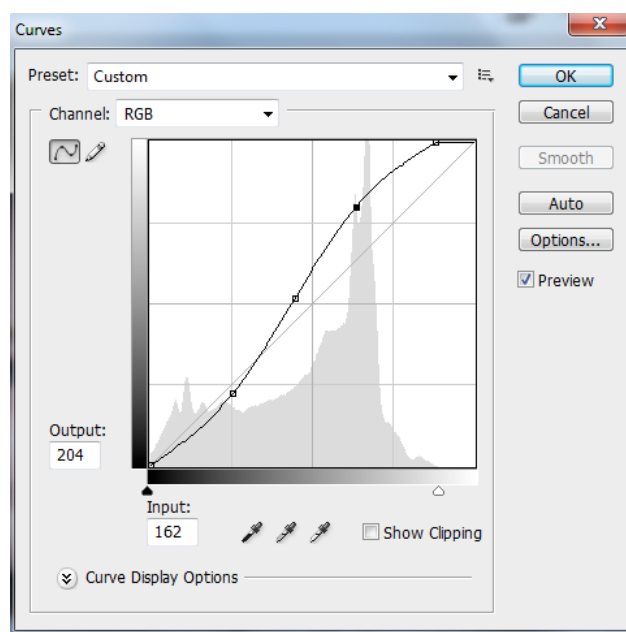 Curves
Preset: Custom
OK
Channel: RGB
Cancel
Smooth
Auto
Options...
Preview
Output:
204
Input:
162
Show Clipping
Curve Display Options